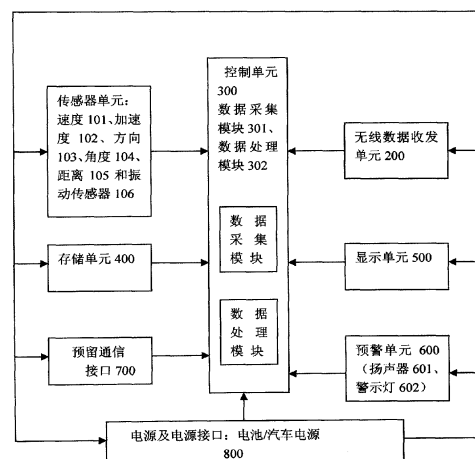 传感器单元：
速度 101、加速
度 102、方向
103、角度 104、
距离 105 和振
动传感器 106
存储单元 400
预留通信
接口 700
控制单元
300
数据采集
模块 301、
数据处理
模块 302
数 据
采 集
模 块
数 据
处 理
模 块
无线数据收发
单元 200
显示单元 500
预警单元 600
（扬声器 601、
警示灯 602）
电源及电源接口：电池/汽车电源
800